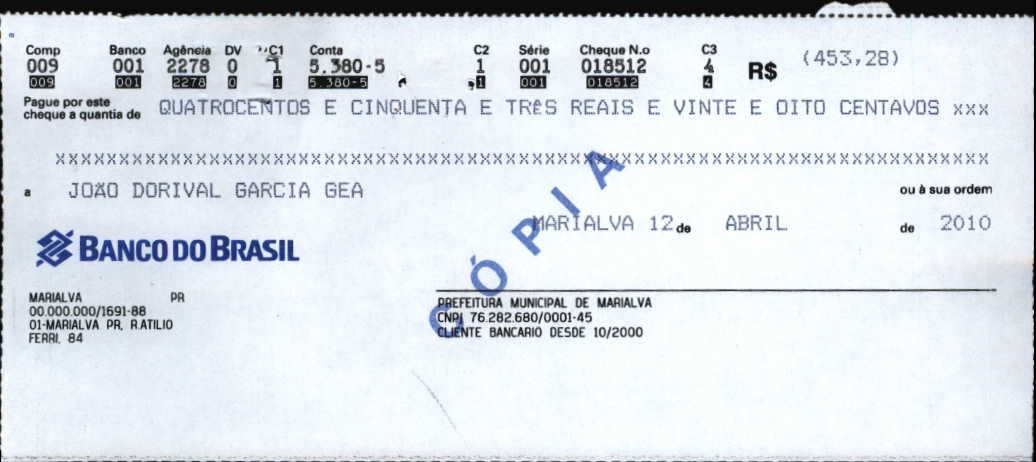 Comp Banco Agência DV C1 Conta C2 Série Cheque N.o C3
009 001 2278 0 1 5.380-5 1 001 018512 4 R$ (453,28)
009 001 2278 0 1 5.380-5 1 001 018512 4
Pague por este
cheque a quantia de QUATROCENTOS E CINQUENTA E TRÊS REAIS E VINTE E OITO CENTAVOS xxx
xxxxxxxxxxxxxxxxxxxxxxxxxxxxxxxxxxxxxxxxxxxxxxxxxxxxxxxxxxxxxxxxxxxxxxxxxxxxxxxxxxxxxxx
a JOÃO DORIVAL GARCIA GEA ou à sua ordem
MARIALVA 12 de ABRIL de 2010
BANCO DO BRASIL
CÓPIA
MARIALVA PR
00.000.000/1691-88
01-MARIALVA PR, R.ATILIO
FERRI, 84
PREFEITURA MUNICIPAL DE MARIALVA
CNPJ 76.282.680/0001-45
CLIENTE BANCARIO DESDE 10/2000